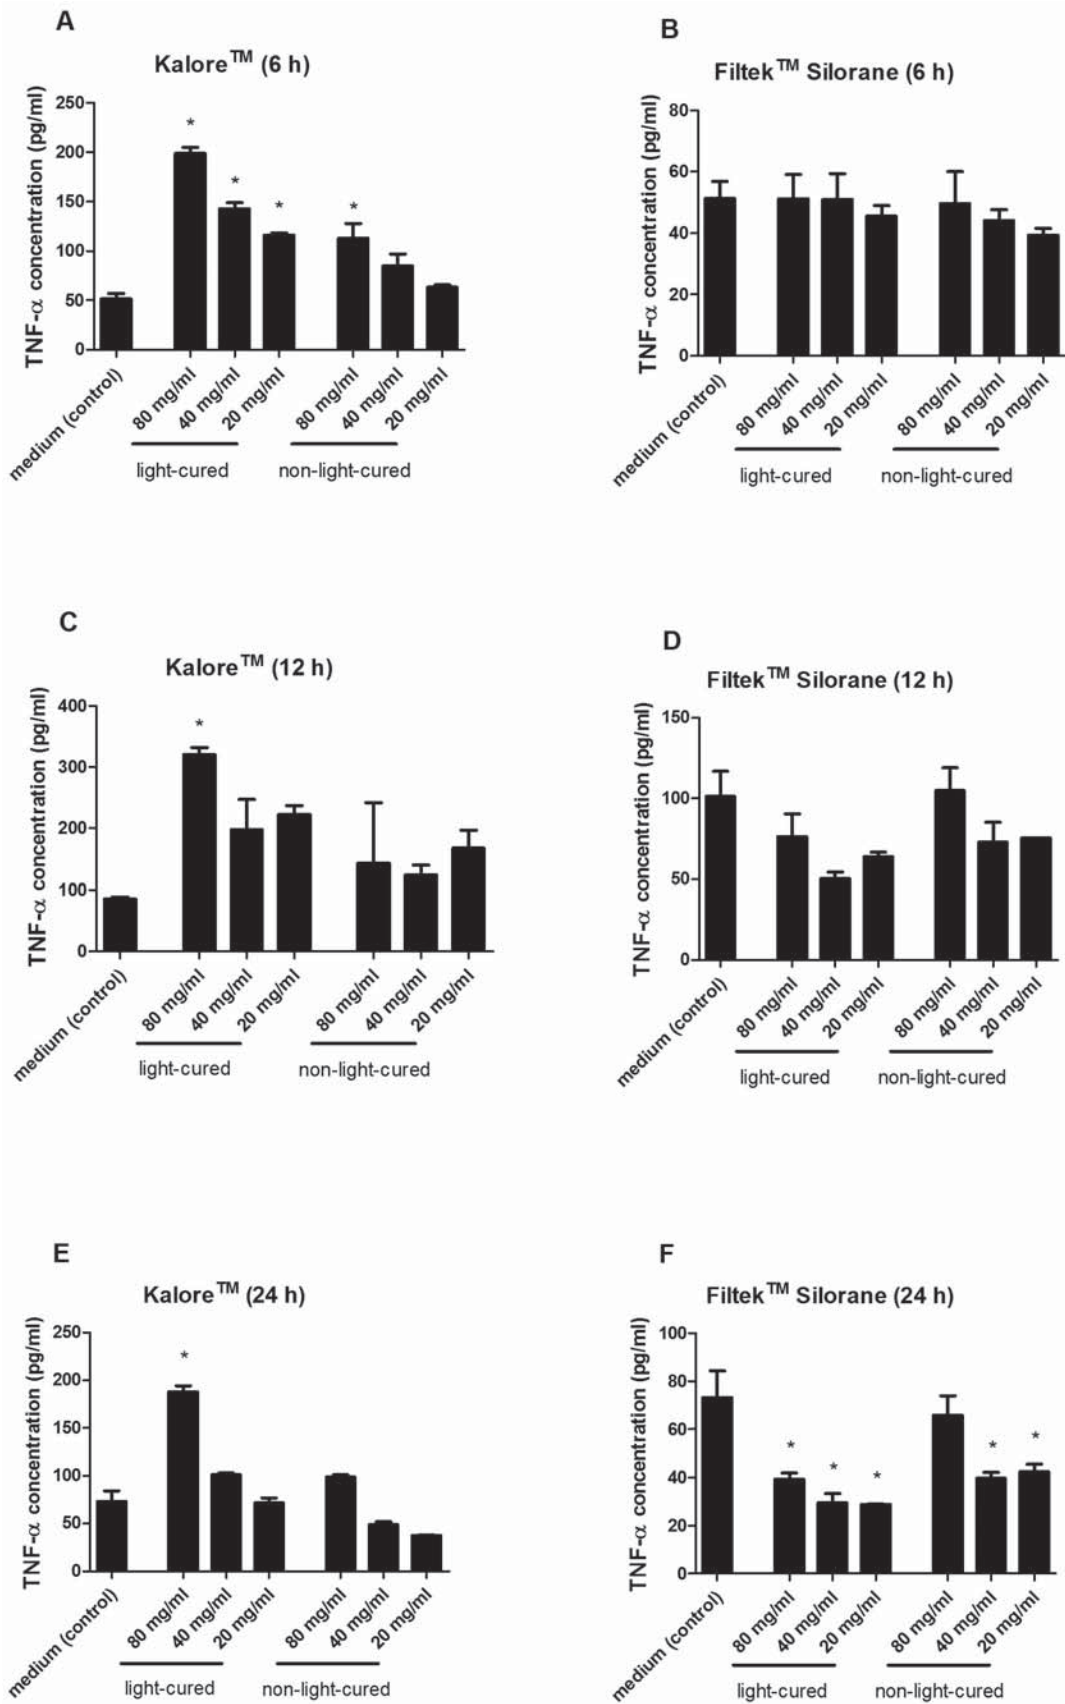 A
Kalore™ (6 h)
TNF-α concentration (pg/ml)
250
200
150
100
50
0
*
*
*
*
medium (control)
80 mg/ml
40 mg/ml
20 mg/ml
80 mg/ml
40 mg/ml
20 mg/ml
light-cured
non-light-cured
B
Filtek™ Silorane (6 h)
TNF-α concentration (pg/ml)
80
60
40
20
0
medium (control)
80 mg/ml
40 mg/ml
20 mg/ml
80 mg/ml
40 mg/ml
20 mg/ml
light-cured
non-light-cured
C
Kalore™ (12 h)
TNF-α concentration (pg/ml)
400
300
200
100
0
*
medium (control)
80 mg/ml
40 mg/ml
20 mg/ml
80 mg/ml
40 mg/ml
20 mg/ml
light-cured
non-light-cured
D
Filtek™ Silorane (12 h)
TNF-α concentration (pg/ml)
150
100
50
0
medium (control)
80 mg/ml
40 mg/ml
20 mg/ml
80 mg/ml
40 mg/ml
20 mg/ml
light-cured
non-light-cured
E
Kalore™ (24 h)
TNF-α concentration (pg/ml)
250
200
150
100
50
0
*
medium (control)
80 mg/ml
40 mg/ml
20 mg/ml
80 mg/ml
40 mg/ml
20 mg/ml
light-cured
non-light-cured
F
Filtek™ Silorane (24 h)
TNF-α concentration (pg/ml)
100
80
60
40
20
0
*
*
*
*
*
medium (control)
80 mg/ml
40 mg/ml
20 mg/ml
80 mg/ml
40 mg/ml
20 mg/ml
light-cured
non-light-cured